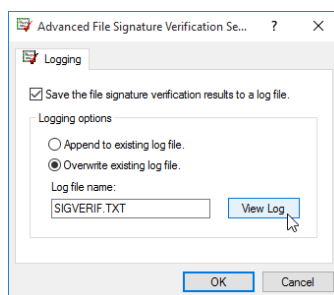 Advanced File Signature Verification Se...
Logging
Save the file signature verification results to a log file.
Logging options
Append to existing log file.
Overwrite existing log file.
Log file name:
SIGVERIF.TXT
View Log
OK
Cancel